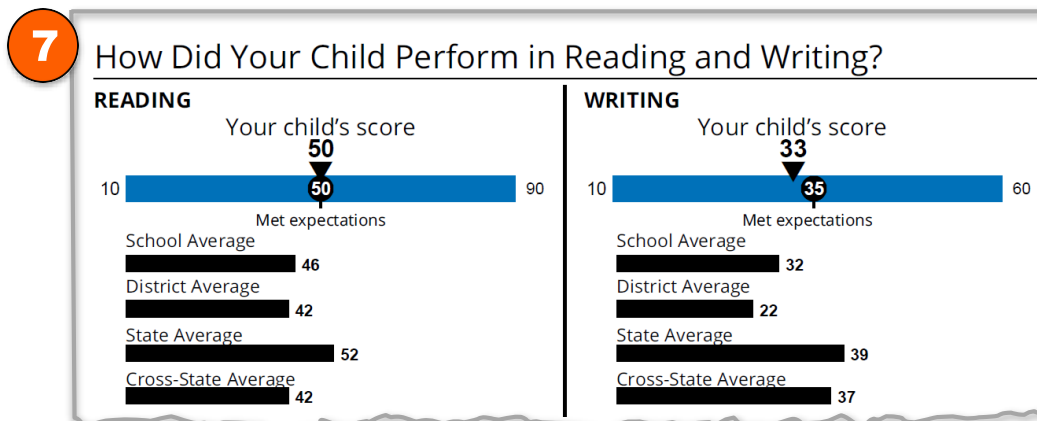 7
How Did Your Child Perform in Reading and Writing?
READING
Your child's score
50
10 50 90
Met expectations
School Average
46
District Average
42
State Average
52
Cross-State Average
42
WRITING
Your child's score
33
10 35 60
Met expectations
School Average
32
District Average
22
State Average
39
Cross-State Average
37